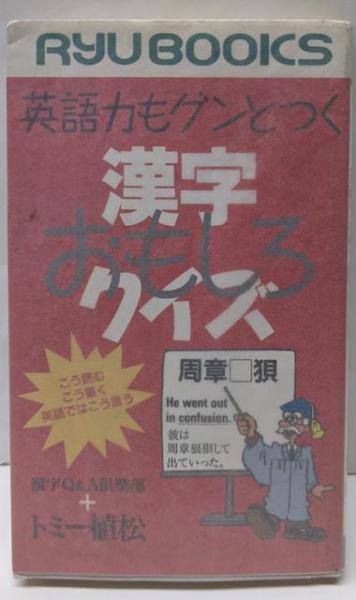 RYU BOOKS
英語力もグンとつく
漢字
おもしろ
クイズ
こう読む
こう書く
英語ではこう言う
周章□狽
He went out
in confusion.
彼は
周章狼狽して
出ていった。
漢字Q&A倶楽部
+
トミー植松